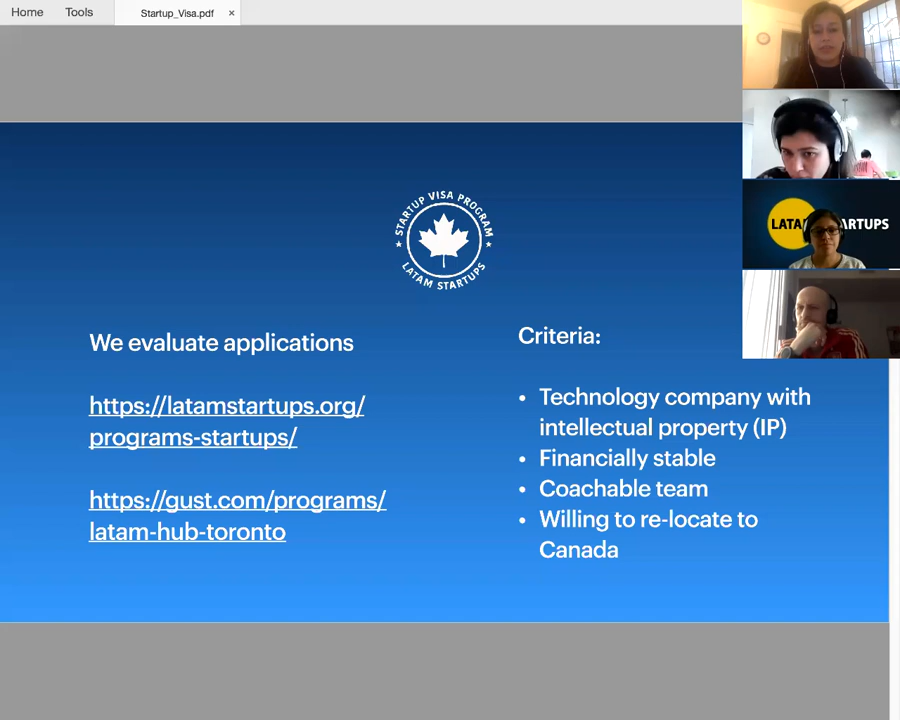 Home Tools Startup_Visa.pdf ×
STARTUP VISA PROGRAM
LATAM STARTUPS
LATAM STARTUPS
We evaluate applications
https://latamstartups.org/
programs-startups/
https://gust.com/programs/
latam-hub-toronto
Criteria:
• Technology company with
intellectual property (IP)
• Financially stable
• Coachable team
• Willing to re-locate to
Canada